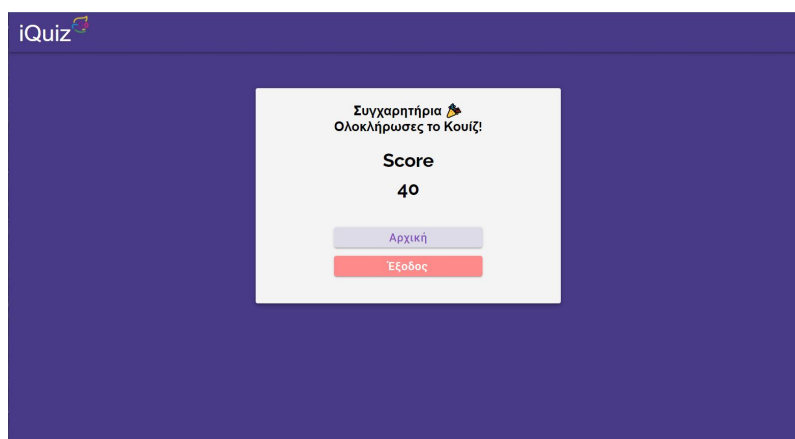 iQuiz
Συγχαρητήρια 🎉
Ολοκλήρωσες το Κουίζ!
Score
40
Αρχική
Έξοδος